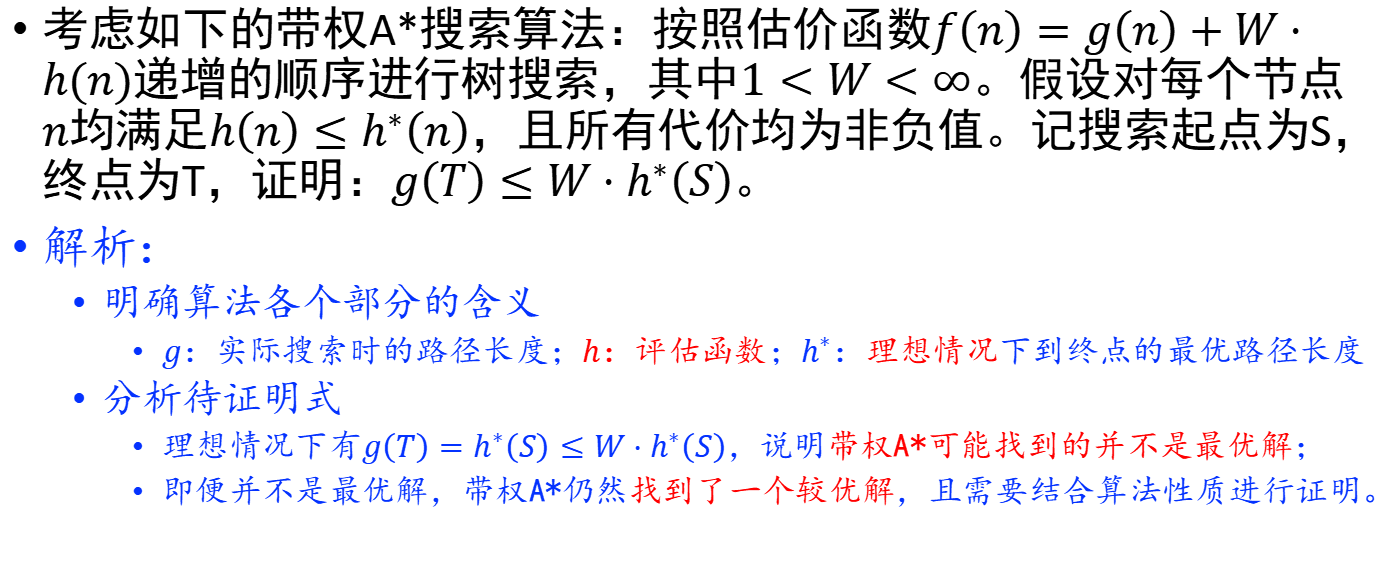 • 考虑如下的带权A*搜索算法：按照估价函数f(n) = g(n) + W ·
h(n)递增的顺序进行树搜索，其中1 < W < ∞。假设对每个节点
n均满足h(n) ≤ h*(n)，且所有代价均为非负值。记搜索起点为S，
终点为T，证明：g(T) ≤ W · h*(S)。
• 解析：
• 明确算法各个部分的含义
• g：实际搜索时的路径长度；h：评估函数；h*：理想情况下到终点的最优路径长度
• 分析待证明式
• 理想情况下有g(T) = h*(S) ≤ W · h*(S)，说明带权A*可能找到的并不是最优解；
• 即便并不是最优解，带权A*仍然找到了一个较优解，且需要结合算法性质进行证明。